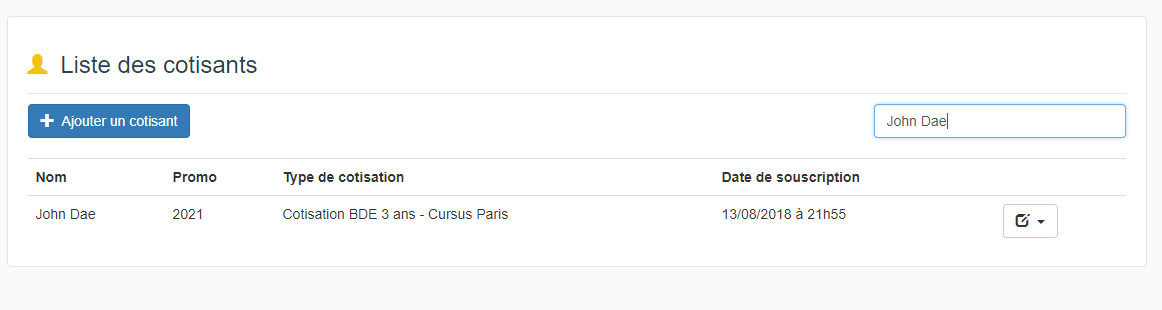 Liste des cotisants
Ajouter un cotisant
John Dae
Nom Promo Type de cotisation Date de souscription
John Dae 2021 Cotisation BDE 3 ans - Cursus Paris 13/08/2018 à 21h55